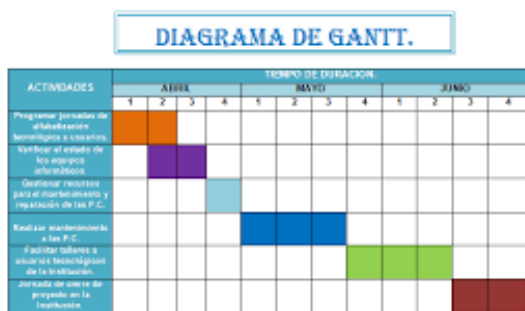 DIAGRAMA DE GANTT.
ACTIVIDADES
TIEMPO DE DURACION.
ABRIL MAYO JUNIO
1 2 3 4 1 2 3 4 1 2 3 4
Programar jornadas de
alfabetización
tecnológica a usuarios.
Verificar el estado de
los equipos
informáticos.
Gestionar recursos
para el mantenimiento y
reparación de las P.C.
Realizar mantenimiento
a las P.C.
Facilitar talleres a
usuarios tecnológicos
de la Institución.
Jornada de cierre de
proyecto en la
Institución